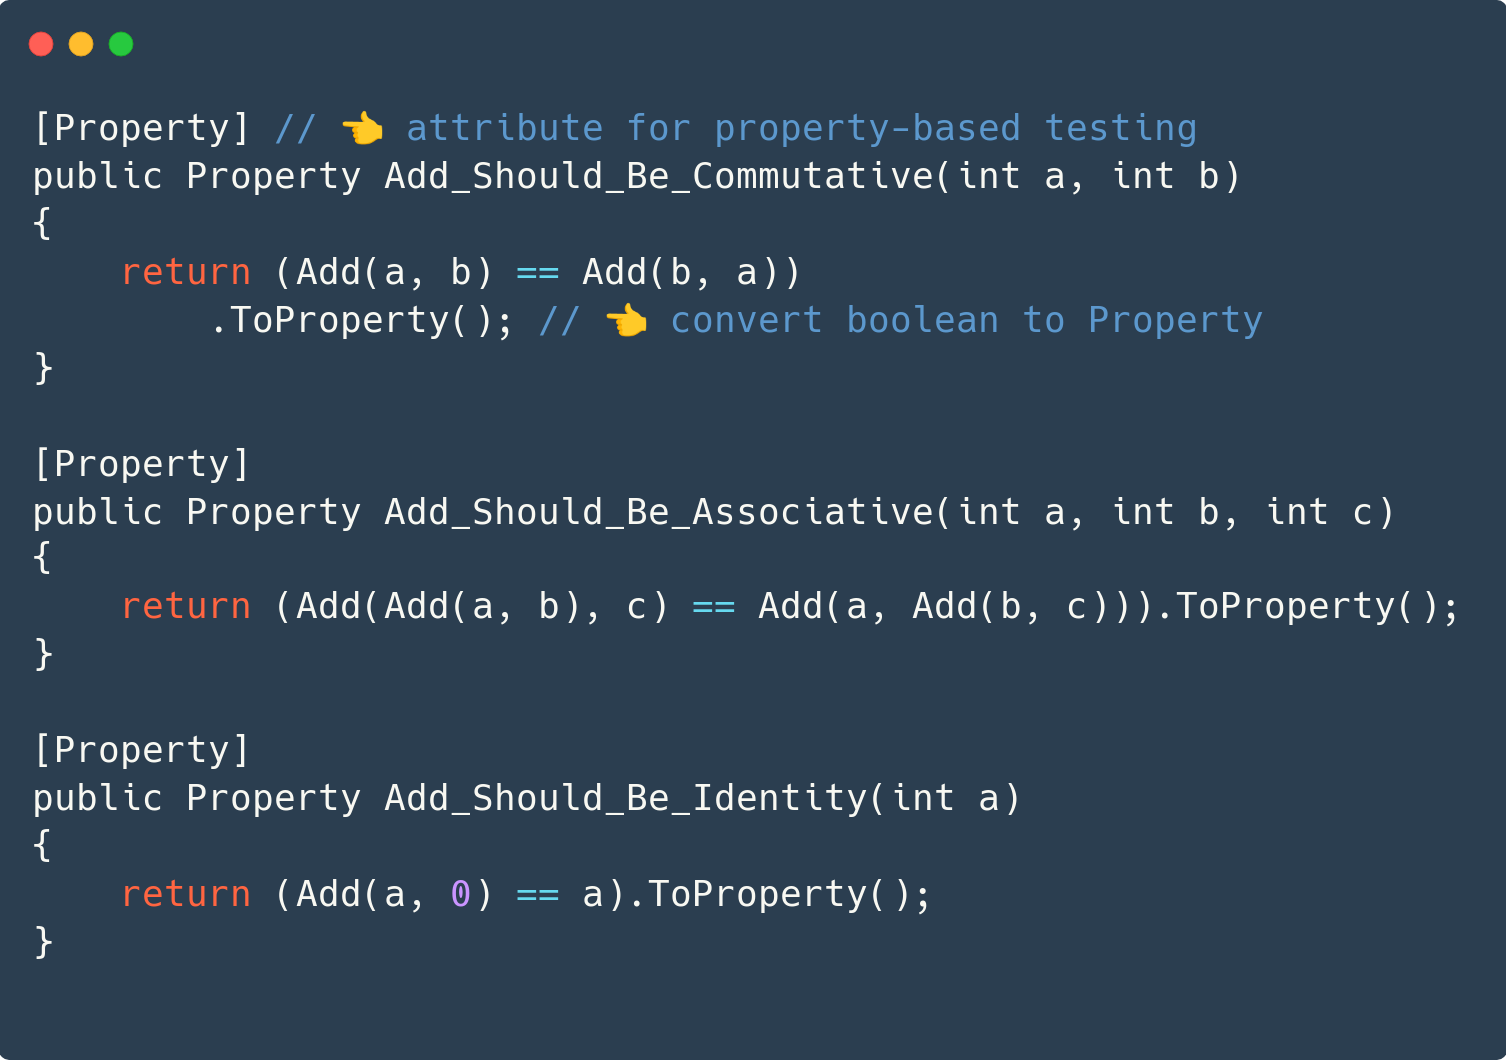 [Property] // 👈 attribute for property-based testing
public Property Add_Should_Be_Commutative(int a, int b)
{
    return (Add(a, b) == Add(b, a))
        .ToProperty(); // 👈 convert boolean to Property
}

[Property]
public Property Add_Should_Be_Associative(int a, int b, int c)
{
    return (Add(Add(a, b), c) == Add(a, Add(b, c))).ToProperty();
}

[Property]
public Property Add_Should_Be_Identity(int a)
{
    return (Add(a, 0) == a).ToProperty();
}